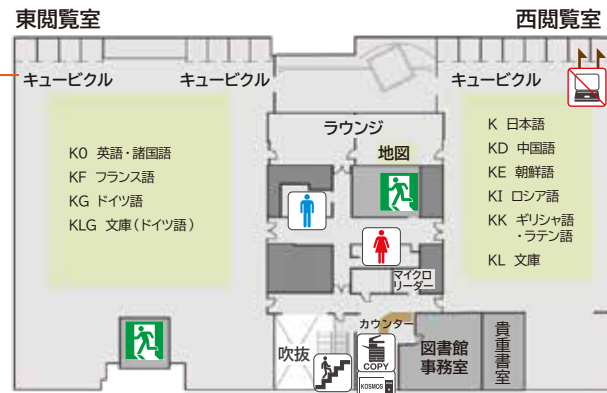 東閲覧室
西閲覧室
キュービクル
キュービクル
キュービクル
K0 英語・諸国語
KF フランス語
KG ドイツ語
KLG 文庫（ドイツ語）
ラウンジ
地図
K 日本語
KD 中国語
KE 朝鮮語
KI ロシア語
KK ギリシャ語
・ラテン語
KL 文庫
マイクロ
リーダー
カウンター
吹抜
COPY
KOSMOS
図書館
事務室
貴重書室